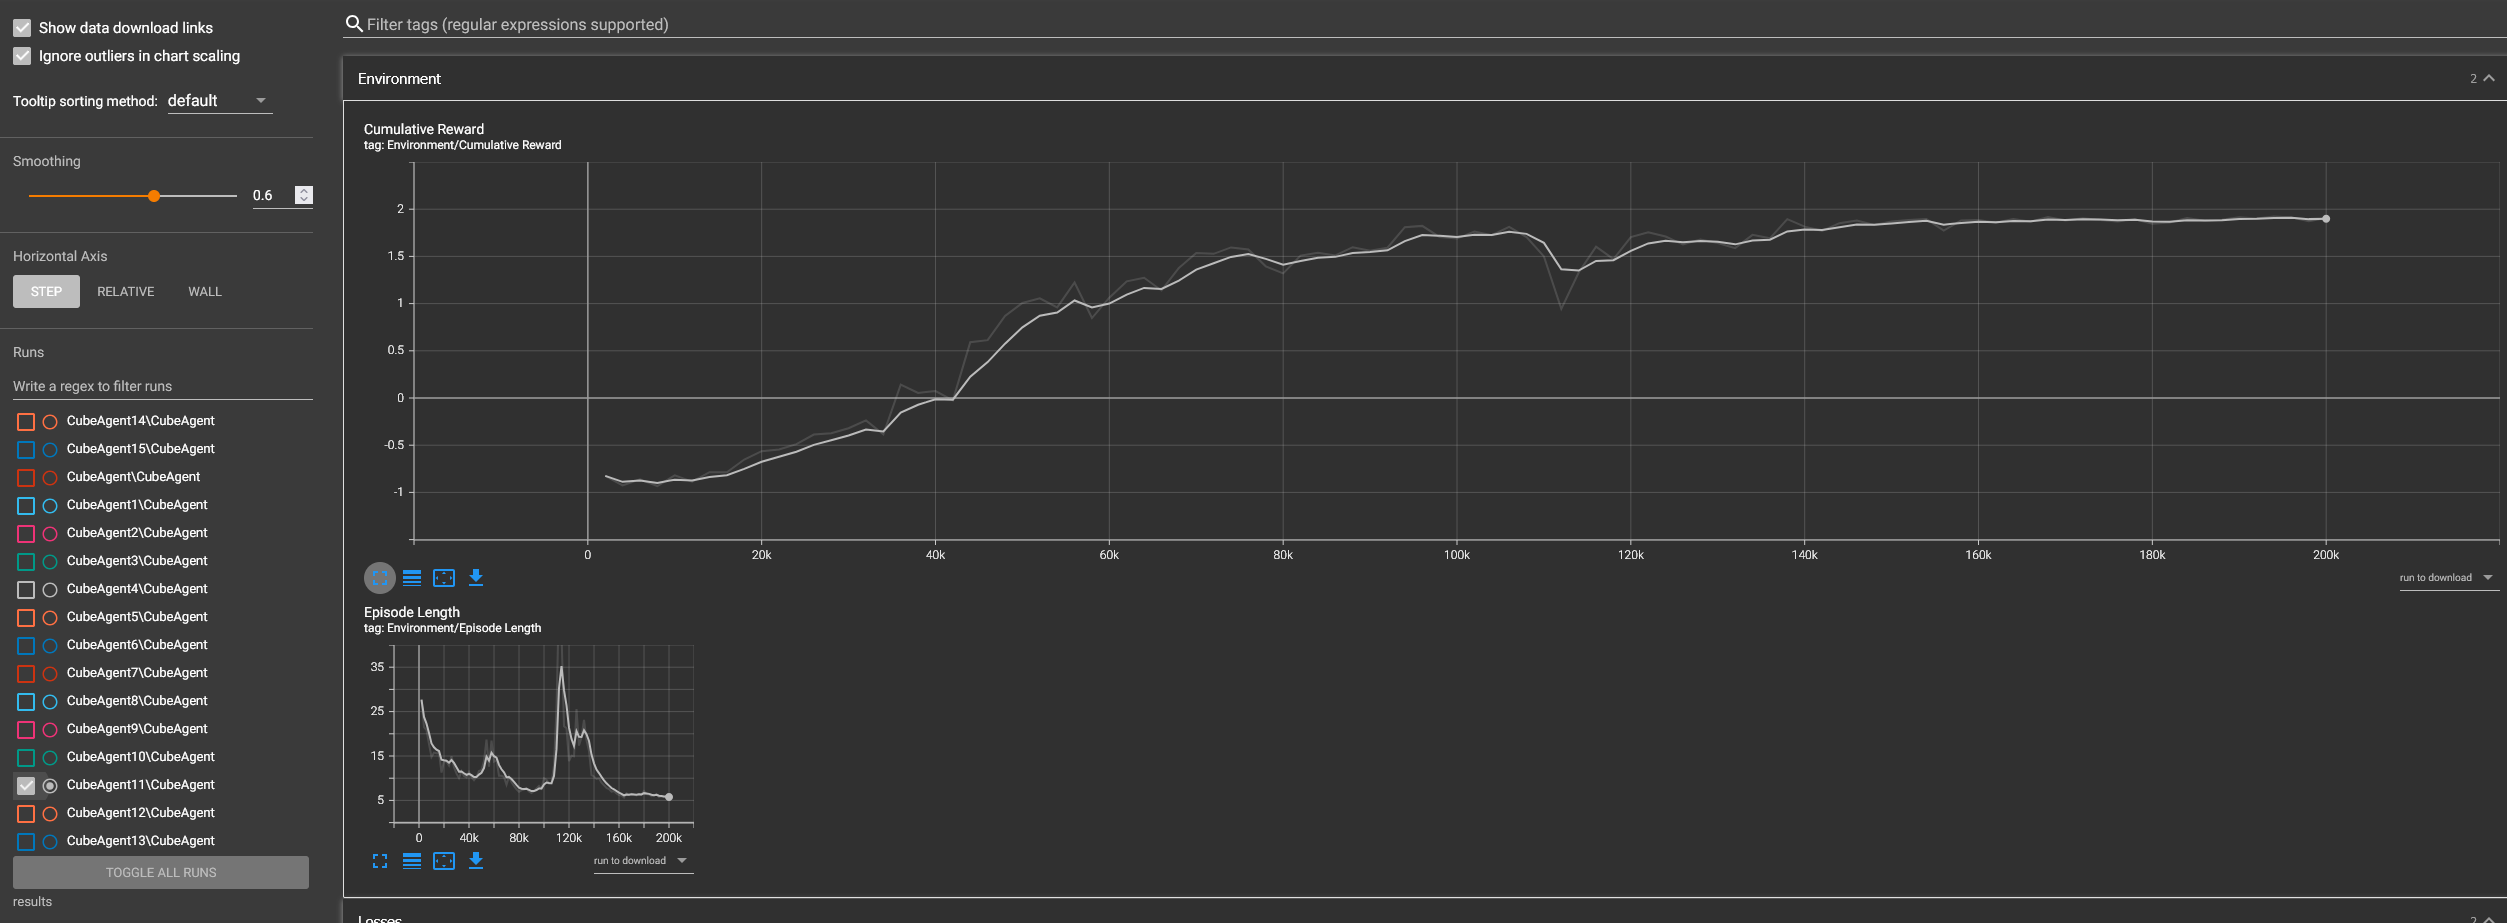 Show data download links
Ignore outliers in chart scaling
Tooltip sorting method: default
Smoothing
0.6
Horizontal Axis
STEP RELATIVE WALL
Runs
Write a regex to filter runs
CubeAgent14\CubeAgent
CubeAgent15\CubeAgent
CubeAgent\CubeAgent
CubeAgent1\CubeAgent
CubeAgent2\CubeAgent
CubeAgent3\CubeAgent
CubeAgent4\CubeAgent
CubeAgent5\CubeAgent
CubeAgent6\CubeAgent
CubeAgent7\CubeAgent
CubeAgent8\CubeAgent
CubeAgent9\CubeAgent
CubeAgent10\CubeAgent
CubeAgent11\CubeAgent
CubeAgent12\CubeAgent
CubeAgent13\CubeAgent
TOGGLE ALL RUNS
results
Filter tags (regular expressions supported)
Environment 2
Cumulative Reward
tag: Environment/Cumulative Reward
2
1.5
1
0.5
0
-0.5
-1
0 20k 40k 60k 80k 100k 120k 140k 160k 180k 200k
run to download
Episode Length
tag: Environment/Episode Length
35
25
15
5
0 40k 80k 120k 160k 200k
run to download
Losses 2